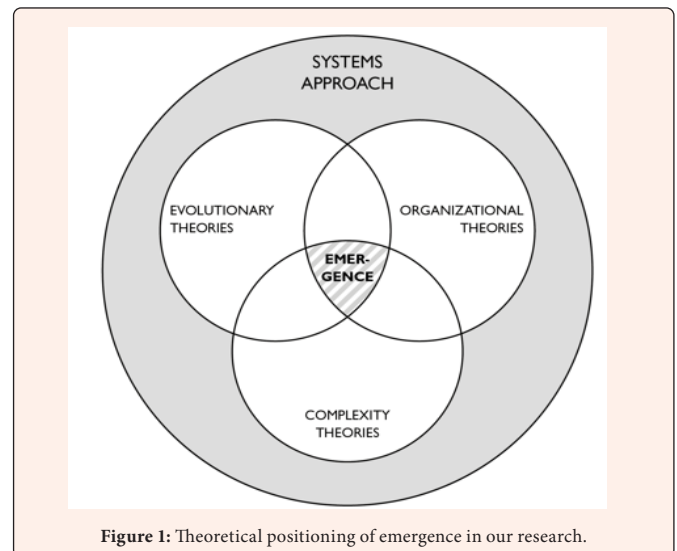 SYSTEMS
APPROACH
EVOLUTIONARY
THEORIES
ORGANIZATIONAL
THEORIES
EMER-
GENCE
COMPLEXITY
THEORIES
Figure 1: Theoretical positioning of emergence in our research.